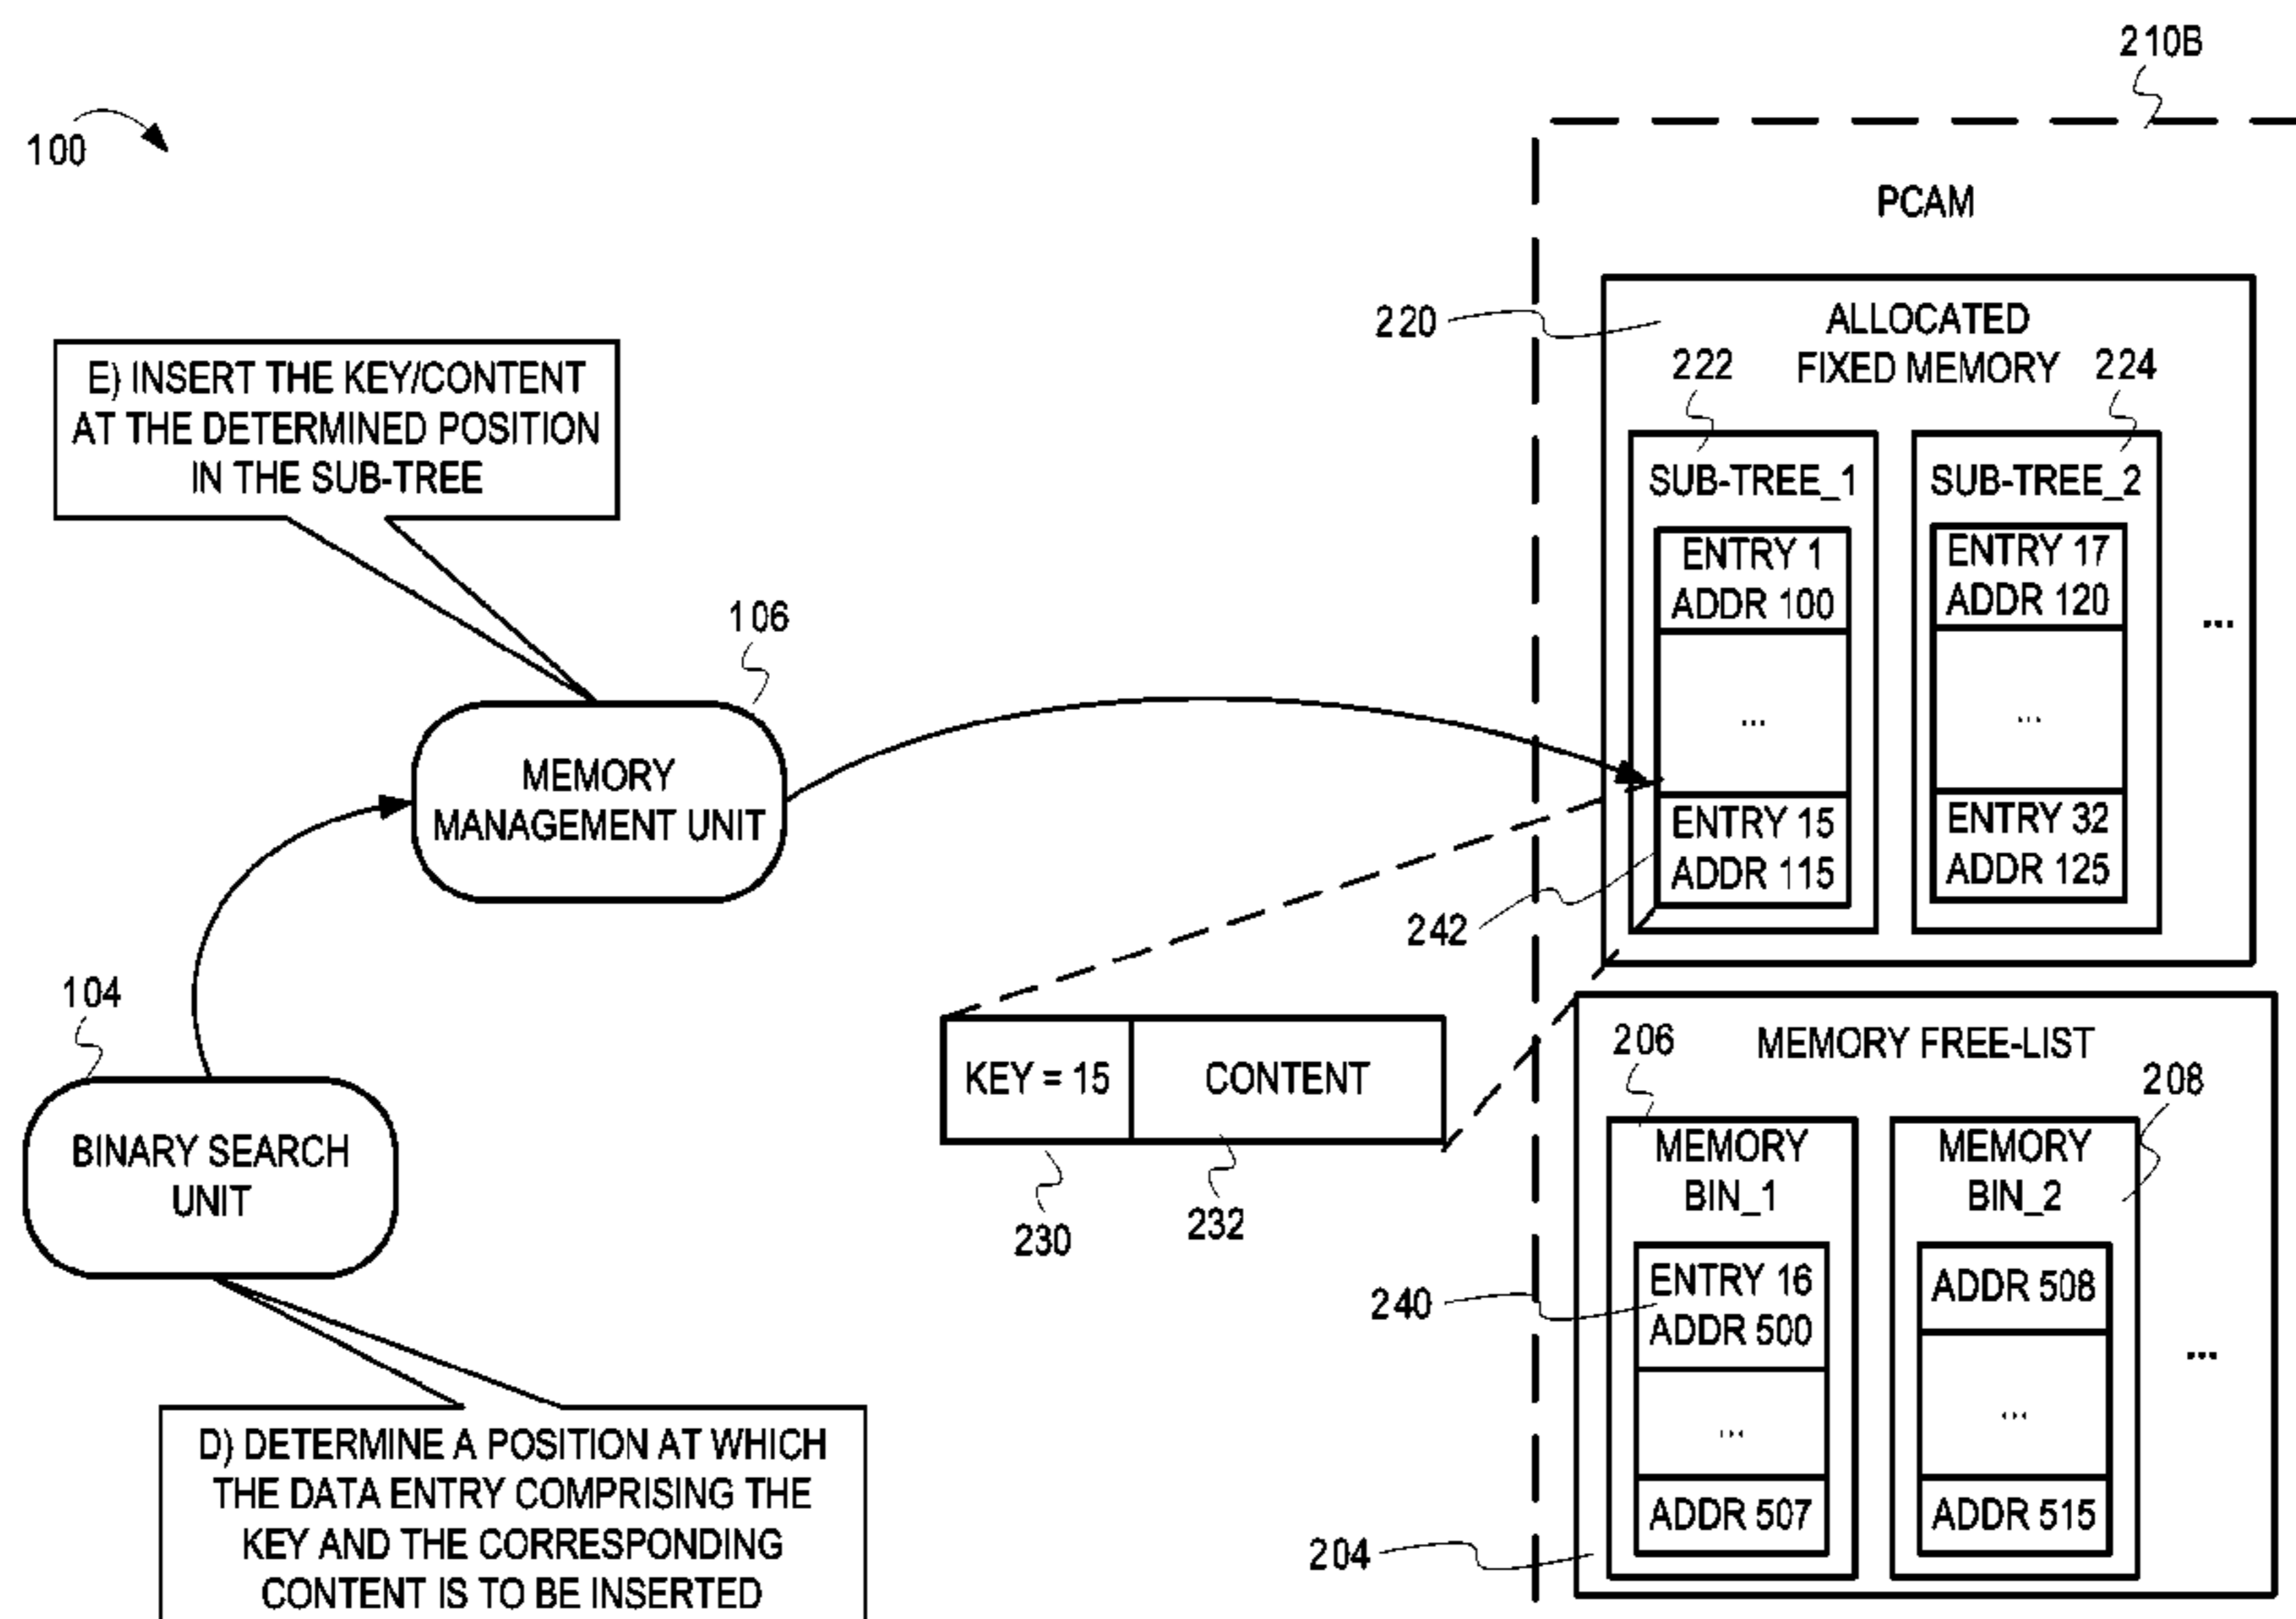 210B
100
PCAM
220
ALLOCATED
FIXED MEMORY
222
224
E) INSERT THE KEY/CONTENT
AT THE DETERMINED POSITION
IN THE SUB-TREE
SUB-TREE_1
ENTRY 1
ADDR 100
...
ENTRY 15
ADDR 115
SUB-TREE_2
ENTRY 17
ADDR 120
...
ENTRY 32
ADDR 125
...
106
MEMORY
MANAGEMENT UNIT
242
104
BINARY SEARCH
UNIT
KEY = 15
CONTENT
230
232
206
MEMORY FREE-LIST
208
MEMORY
BIN_1
ENTRY 16
ADDR 500
...
ADDR 507
MEMORY
BIN_2
ADDR 508
...
ADDR 515
...
240
204
D) DETERMINE A POSITION AT WHICH
THE DATA ENTRY COMPRISING THE
KEY AND THE CORRESPONDING
CONTENT IS TO BE INSERTED